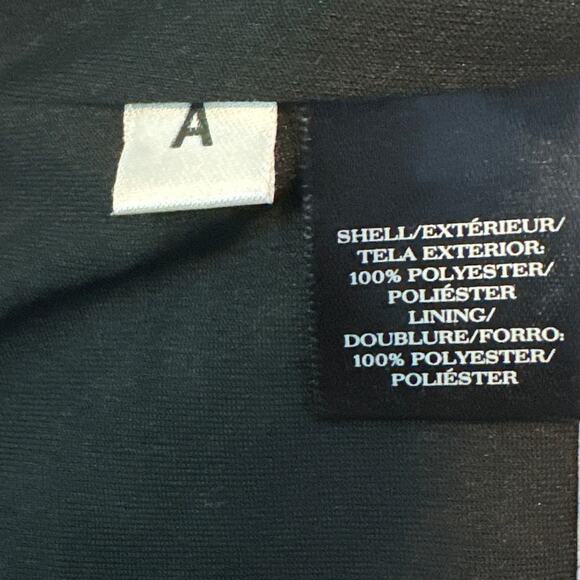 A
SHELL/EXTÉRIEUR/
TELA EXTERIOR:
100% POLYESTER/
POLIÉSTER
LINING/
DOUBLURE/FORRO:
100% POLYESTER/
POLIÉSTER